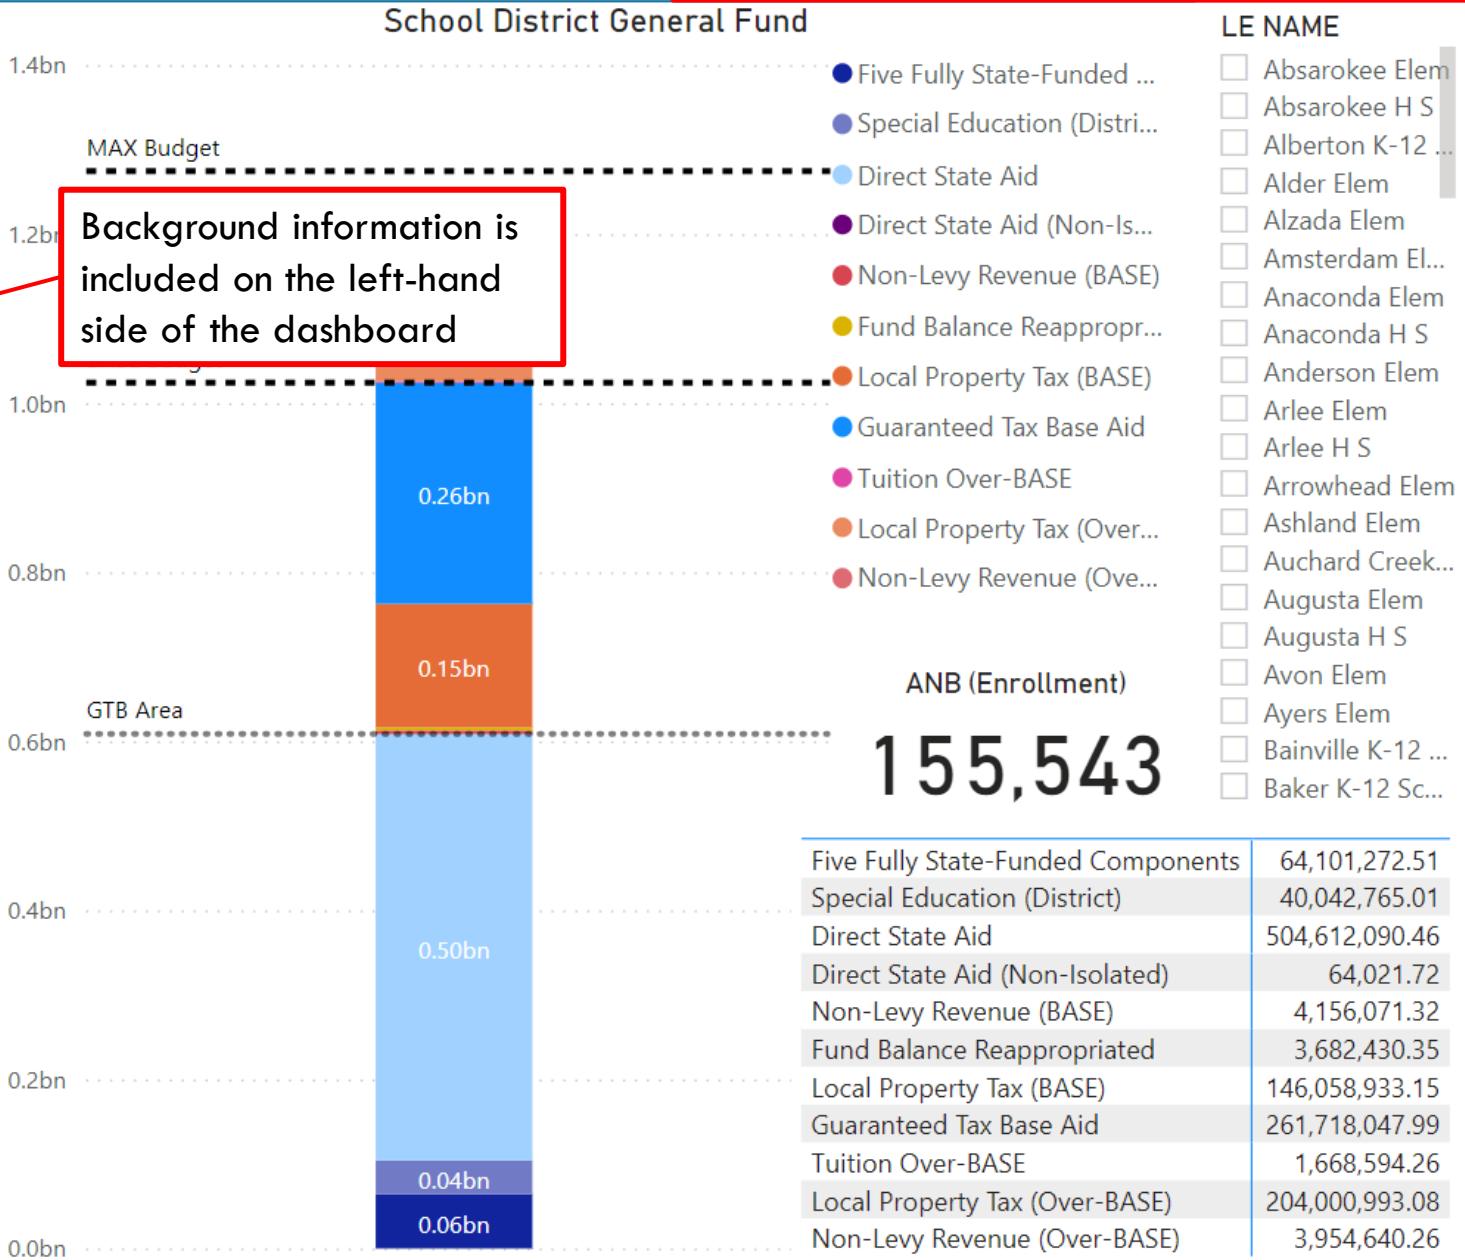 School District General Fund
1.4bn
1.2b
1.0bn
0.8bn
0.6bn
0.4bn
0.2bn
0.0bn
MAX Budget
Background information is
included on the left-hand
side of the dashboard
GTB Area
0.26bn
0.15bn
0.50bn
0.04bn
0.06bn
Five Fully State-Funded ...
Special Education (Distri...
Direct State Aid
Direct State Aid (Non-Is...
Non-Levy Revenue (BASE)
Fund Balance Reappropr...
Local Property Tax (BASE)
Guaranteed Tax Base Aid
Tuition Over-BASE
Local Property Tax (Over...
Non-Levy Revenue (Ove...
LE NAME
Absarokee Elem
Absarokee H S
Alberton K-12 ...
Alder Elem
Alzada Elem
Amsterdam El...
Anaconda Elem
Anaconda H S
Anderson Elem
Arlee Elem
Arlee H S
Arrowhead Elem
Ashland Elem
Auchard Creek...
Augusta Elem
Augusta H S
Avon Elem
Ayers Elem
Bainville K-12 ...
Baker K-12 Sc...
ANB (Enrollment)
155,543
Five Fully State-Funded Components 64,101,272.51
Special Education (District) 40,042,765.01
Direct State Aid 504,612,090.46
Direct State Aid (Non-Isolated) 64,021.72
Non-Levy Revenue (BASE) 4,156,071.32
Fund Balance Reappropriated 3,682,430.35
Local Property Tax (BASE) 146,058,933.15
Guaranteed Tax Base Aid 261,718,047.99
Tuition Over-BASE 1,668,594.26
Local Property Tax (Over-BASE) 204,000,993.08
Non-Levy Revenue (Over-BASE) 3,954,640.26